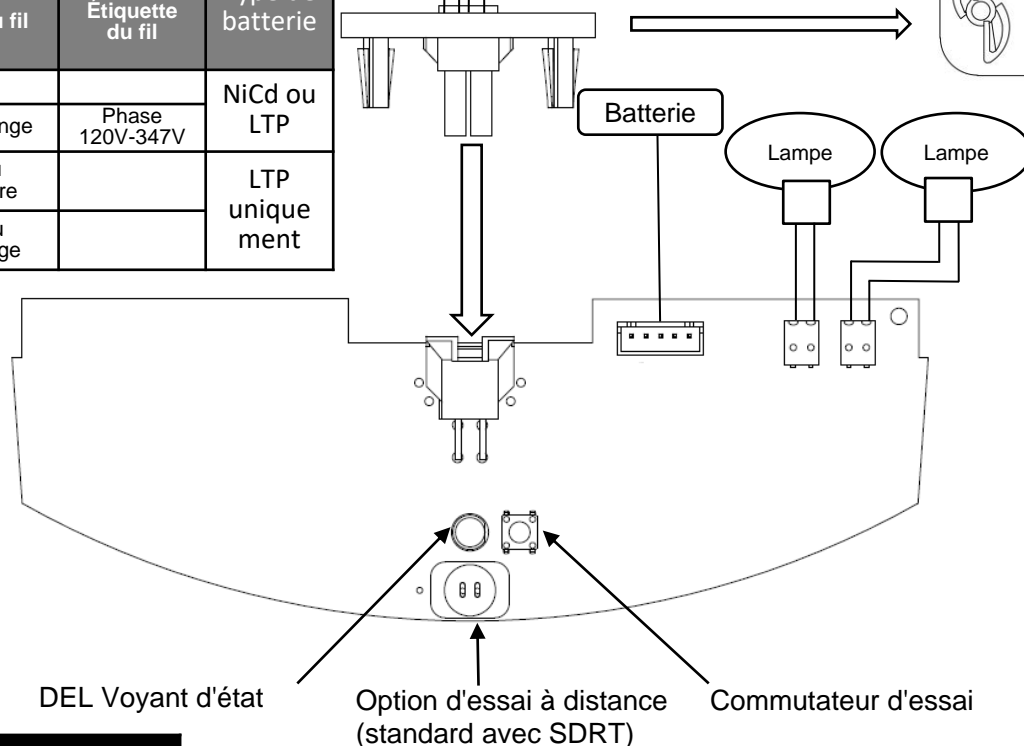 fil
Étiquette
du fil
batterie
NiCd ou
LTP
Phase
120V-347V
LTP
unique
ment
Batterie
Lampe
Lampe
DEL Voyant d'état
Option d'essai à distance
(standard avec SDRT)
Commutateur d'essai